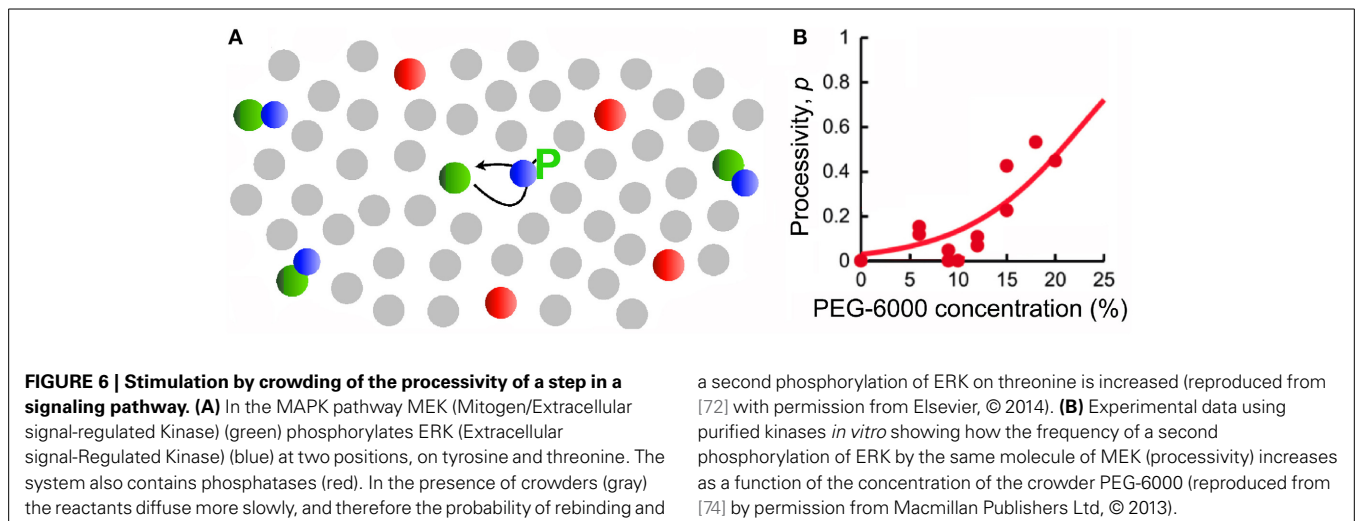 A
P
B
1
0.8
0.6
0.4
0.2
0
Processivity, p
0 5 10 15 20 25
PEG-6000 concentration (%)
FIGURE 6 | Stimulation by crowding of the processivity of a step in a
signaling pathway. (A) In the MAPK pathway MEK (Mitogen/Extracellular
signal-regulated Kinase) (green) phosphorylates ERK (Extracellular
signal-Regulated Kinase) (blue) at two positions, on tyrosine and threonine. The
system also contains phosphatases (red). In the presence of crowders (gray)
the reactants diffuse more slowly, and therefore the probability of rebinding and
a second phosphorylation of ERK on threonine is increased (reproduced from
[72] with permission from Elsevier, © 2014). (B) Experimental data using
purified kinases in vitro showing how the frequency of a second
phosphorylation of ERK by the same molecule of MEK (processivity) increases
as a function of the concentration of the crowder PEG-6000 (reproduced from
[74] by permission from Macmillan Publishers Ltd, © 2013).